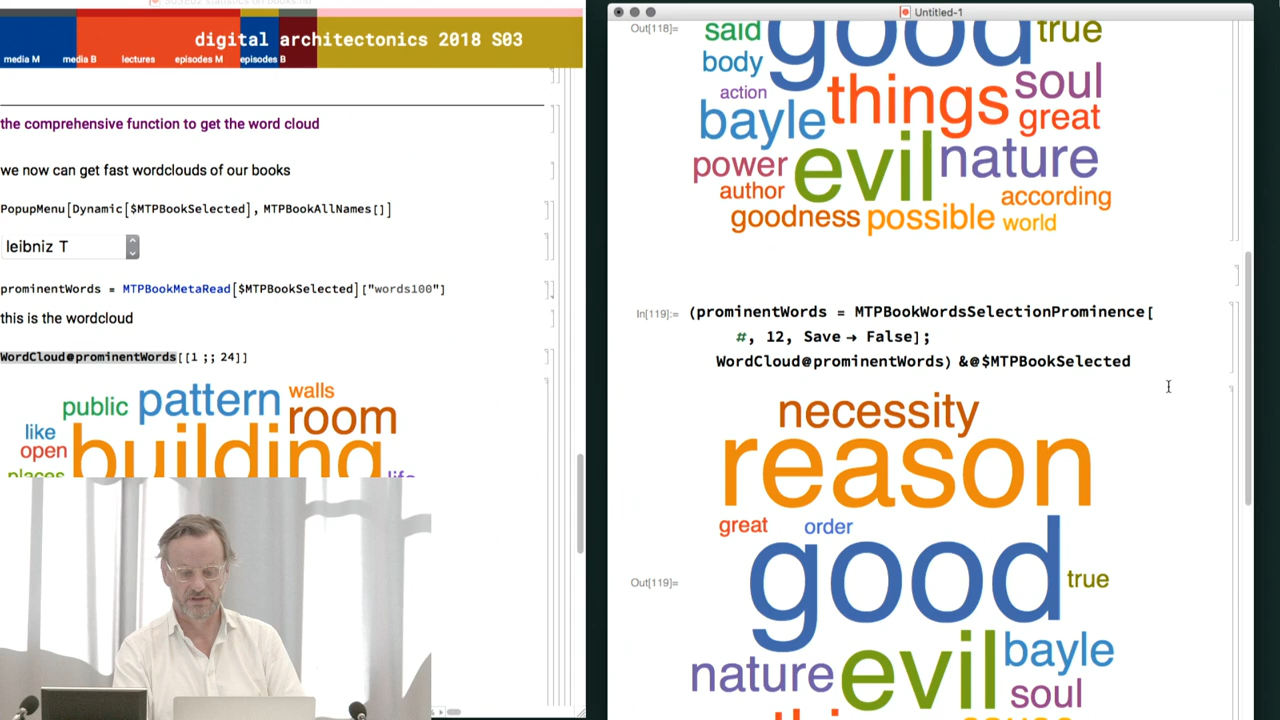 digital architectonics 2018 S03
media M
media B
lectures
episodes M
episodes B
the comprehensive function to get the word cloud
we now can get fast wordclouds of our books
PopupMenu[Dynamic[$MTPBookSelected], MTPBookAllNames[]]
leibniz T
prominentWords = MTPBookMetaRead[$MTPBookSelected]["words100"]
this is the wordcloud
WordCloud@prominentWords[[1 ;; 24]]
walls
public
pattern
room
like
open
building
places
life
Untitled-1
Out[118]=
said
good
true
body
soul
action
things
bayle
great
power
evil
nature
author
according
goodness
possible
world
In[119]:=
(prominentWords = MTPBookWordsSelectionProminence[
#, 12, Save → False];
WordCloud@prominentWords) &@$MTPBookSelected
necessity
reason
great
order
Out[119]=
good
true
bayle
nature
evil
soul